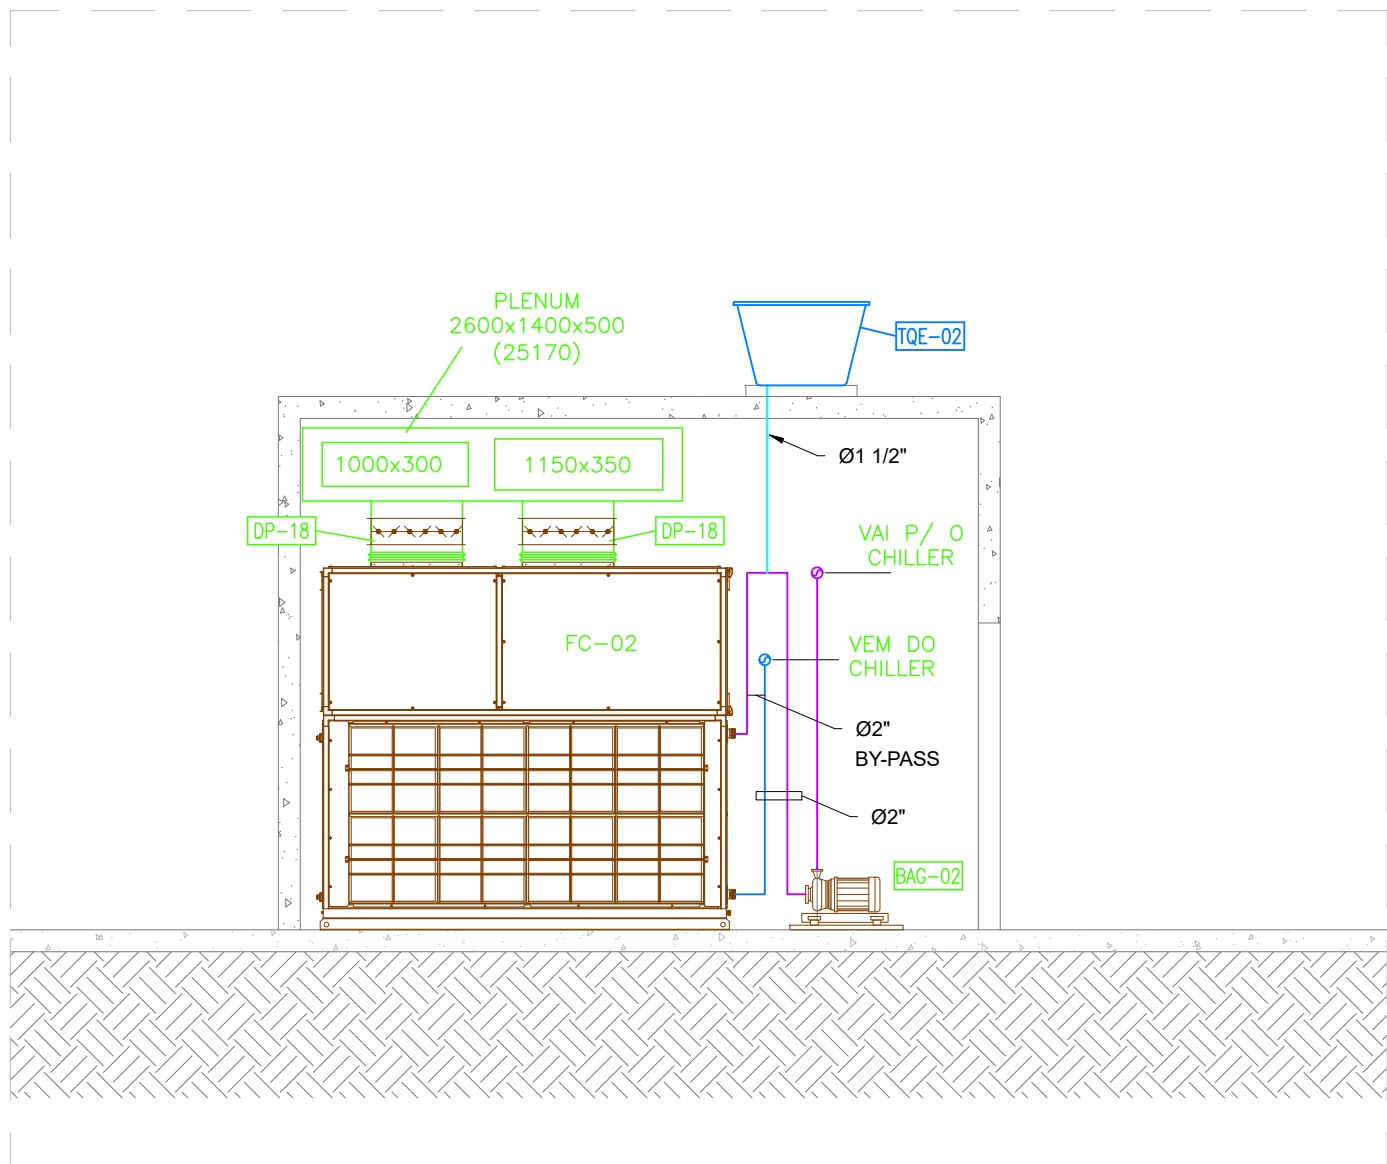 PLENUM
2600x1400x500
(25170)
TQE-02
1000x300
1150x350
Ø1 1/2"
DP-18
DP-18
VAI P/ O
CHILLER
FC-02
VEM DO
CHILLER
Ø2"
BY-PASS
Ø2"
BAG-02